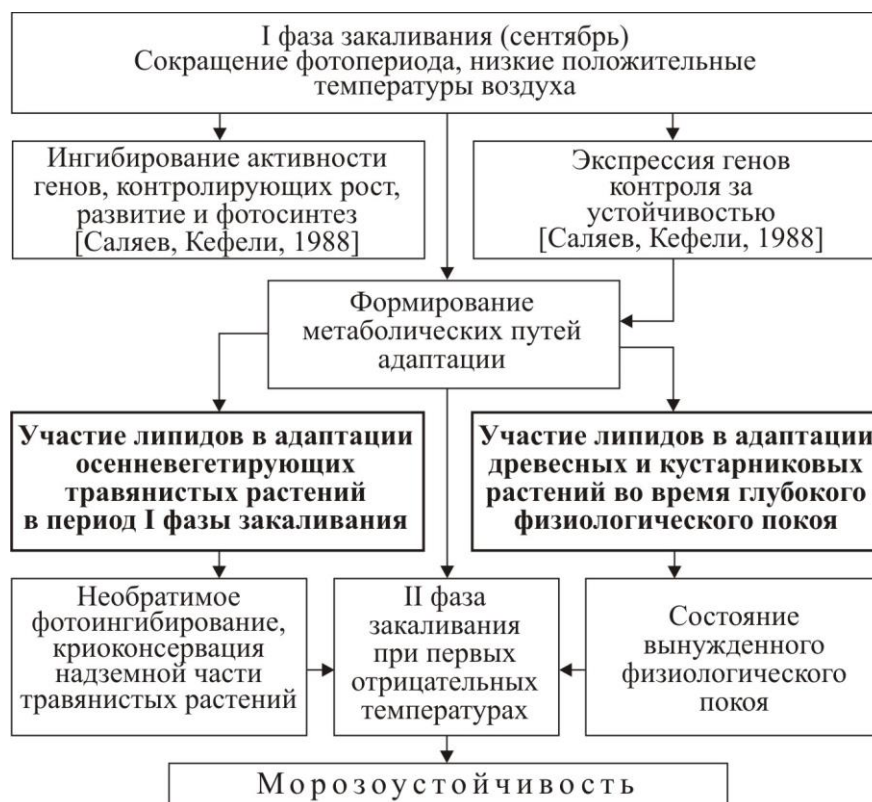 I фаза закаливания (сентябрь)
Сокращение фотопериода, низкие положительные
температуры воздуха
Ингибирование активности
генов, контролирующих рост,
развитие и фотосинтез
[Саляев, Кефели, 1988]
Экспрессия генов
контроля за
устойчивостью
[Саляев, Кефели, 1988]
Формирование
метаболических путей
адаптации
Участие липидов в адаптации
осенневегетирующих
травянистых растений
в период I фазы закаливания
Участие липидов в адаптации
древесных и кустарниковых
растений во время глубокого
физиологического покоя
Необратимое
фотоингибирование,
криоконсервация
надземной части
травянистых растений
II фаза
закаливания
при первых
отрицательных
температурах
Состояние
вынужденного
физиологического
покоя
Морозоустойчивость